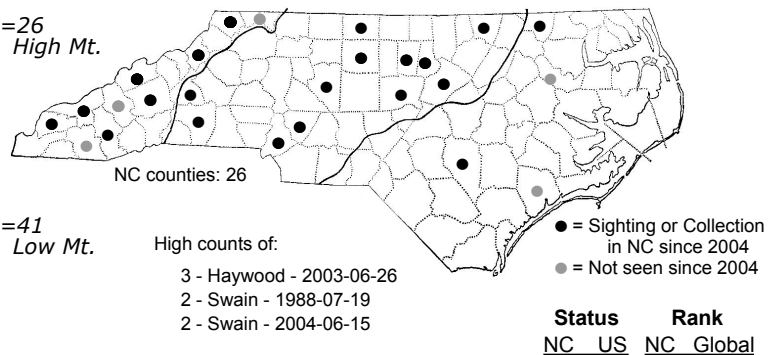 =26
High Mt.
NC counties: 26
=41
Low Mt.
High counts of:
3 - Haywood - 2003-06-26
2 - Swain - 1988-07-19
2 - Swain - 2004-06-15
● = Sighting or Collection
in NC since 2004
● = Not seen since 2004
Status Rank
NC US NC Global